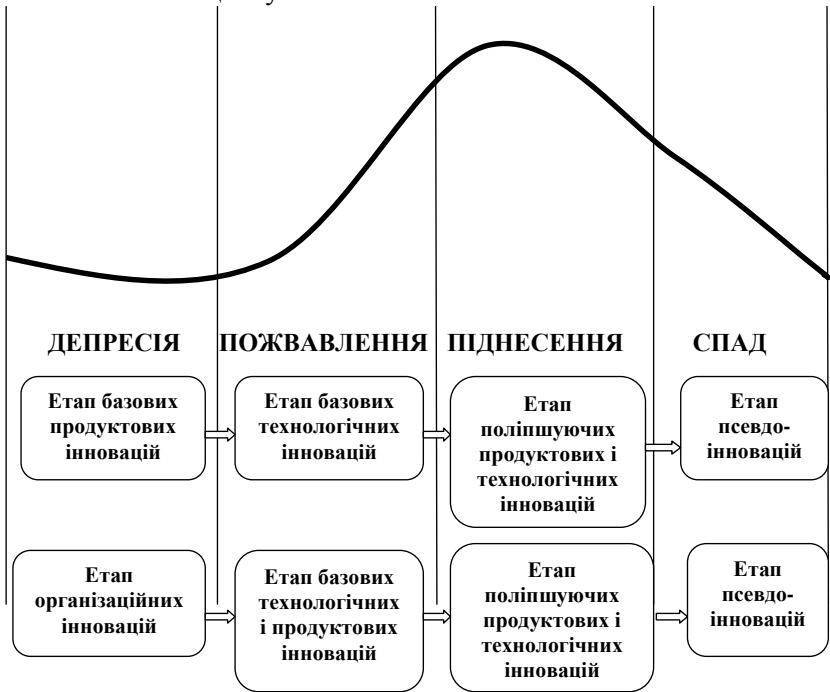 ДЕПРЕСІЯ ПОЖВАВЛЕННЯ ПІДНЕСЕННЯ СПАД
Етап базових
продуктових
інновацій
Етап базових
технологічних
інновацій
Етап
поліпшуючих
продуктових і
технологічних
інновацій
Етап
псевдо-
інновацій
Етап
організаційних
інновацій
Етап базових
технологічних
і продуктових
інновацій
Етап
поліпшуючих
продуктових і
технологічних
інновацій
Етап
псевдо-
інновацій